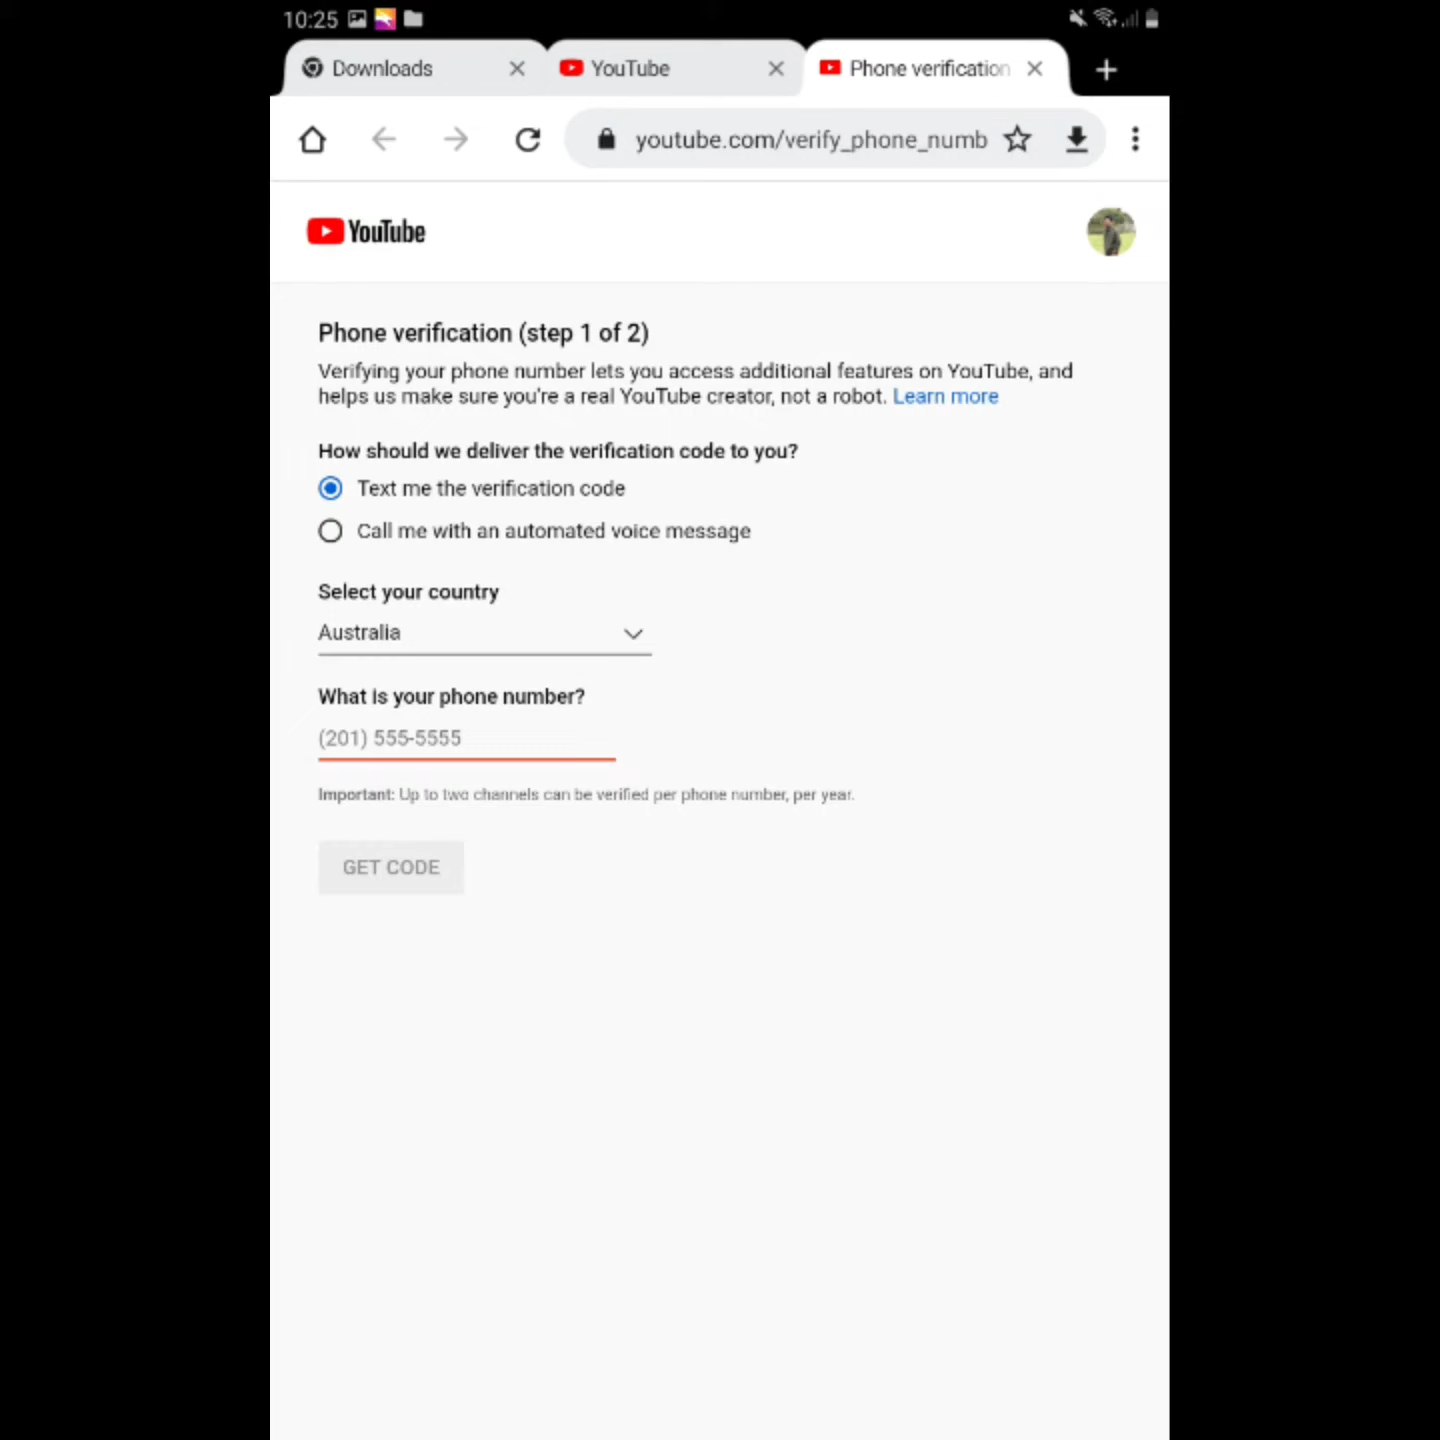 10:25
Downloads
YouTube
Phone verification
youtube.com/verify_phone_numb
YouTube
Phone verification (step 1 of 2)
Verifying your phone number lets you access additional features on YouTube, and
helps us make sure you're a real YouTube creator, not a robot. Learn more
How should we deliver the verification code to you?
Text me the verification code
Call me with an automated voice message
Select your country
Australia
What is your phone number?
(201) 555-5555
Important: Up to two channels can be verified per phone number, per year.
GET CODE